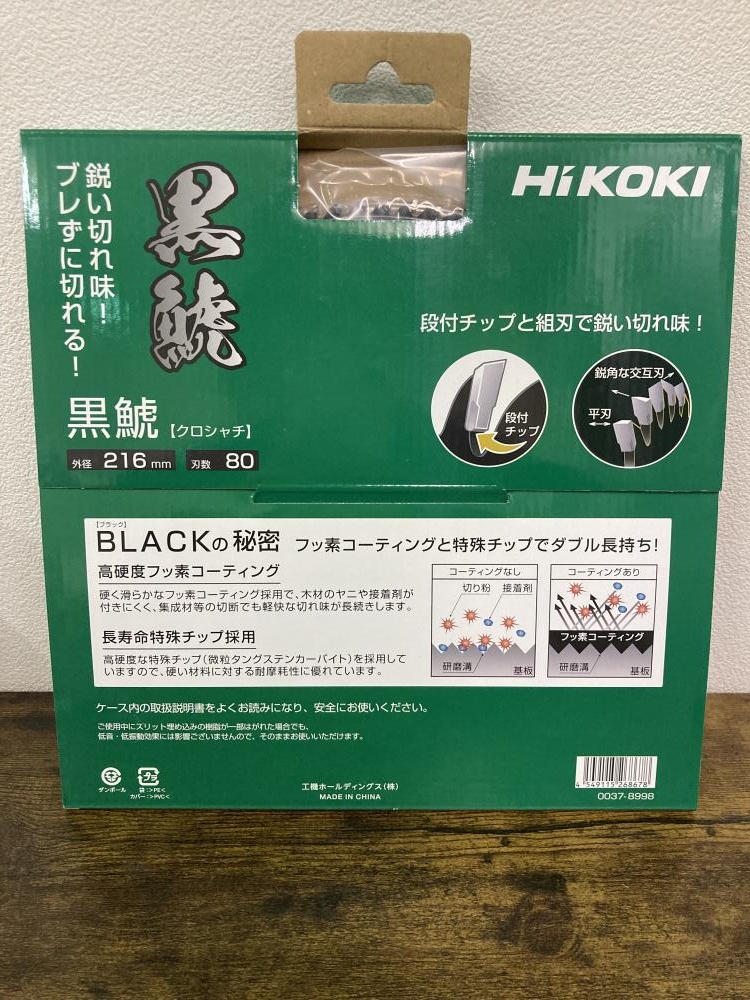 HiKOKI
鋭い切れ味！
ブレずに切れる！
黒鯱
黒鯱【クロシャチ】
外径 216mm 刃数 80
段付チップと組刃で鋭い切れ味！
段付
チップ
鋭角な交互刃
平刃
【ブラック】
BLACKの秘密 フッ素コーティングと特殊チップでダブル長持ち！
高硬度フッ素コーティング
硬く滑らかなフッ素コーティング採用で、木材のヤニや接着剤が
付きにくく、集成材等の切断でも軽快な切れ味が長続きします。
長寿命特殊チップ採用
高硬度な特殊チップ（微粒タングステンカーバイト）を採用して
いますので、硬い材料に対する耐摩耗性に優れています。
コーティングなし
切り粉 接着剤
研磨溝 基板
コーティングあり
フッ素コーティング
研磨溝 基板
ケース内の取扱説明書をよくお読みになり、安全にお使いください。
ご使用中にスリット埋め込みの樹脂が一部はがれた場合でも、
低音・低振動効果には影響ございませんので、そのままお使いいただけます。
ダンボール
プラ
袋：＞PE＜
カバー：＞PVC＜
工機ホールディングス（株）
MADE IN CHINA
4 549115 268678
0037-8998